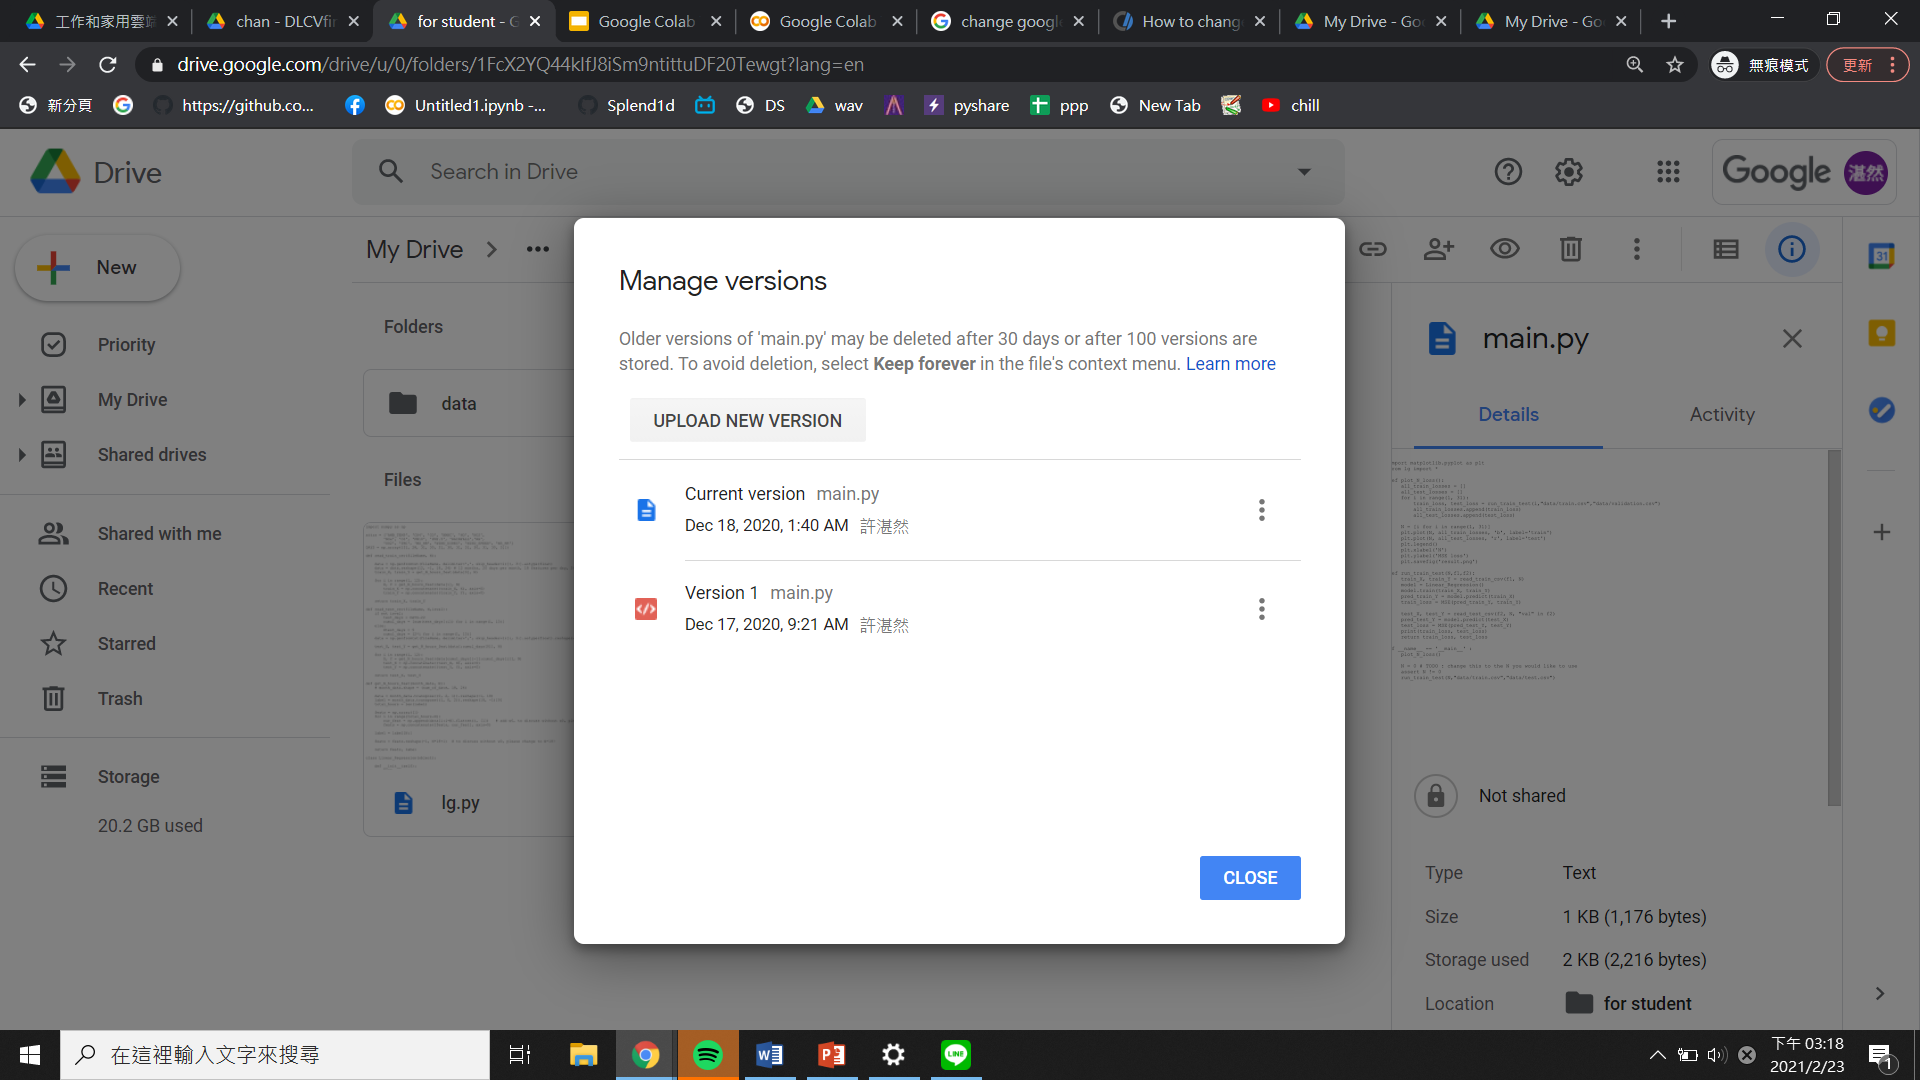 工作和家用雲端
chan - DLCVfin
for student - G
Google Colab
Google Colab
change google
How to change
My Drive - Goo
My Drive - Goo
drive.google.com/drive/u/0/folders/1FcX2YQ44klfJ8iSm9ntittuDF20Tewgt?lang=en
無痕模式
更新
新分頁
https://github.co...
Untitled1.ipynb -...
Splend1d
DS
wav
pyshare
ppp
New Tab
chill
Drive
Search in Drive
Google
湛然
New
My Drive
Priority
My Drive
Shared drives
Shared with me
Recent
Starred
Trash
Storage
20.2 GB used
Folders
data
Files
lg.py
Manage versions
Older versions of 'main.py' may be deleted after 30 days or after 100 versions are
stored. To avoid deletion, select Keep forever in the file's context menu. Learn more
UPLOAD NEW VERSION
Current version main.py
Dec 18, 2020, 1:40 AM 許湛然
Version 1 main.py
Dec 17, 2020, 9:21 AM 許湛然
CLOSE
main.py
Details
Activity
Not shared
Type Text
Size 1 KB (1,176 bytes)
Storage used 2 KB (2,216 bytes)
Location for student
31
在這裡輸入文字來搜尋
LINE
下午 03:18
2021/2/23
1